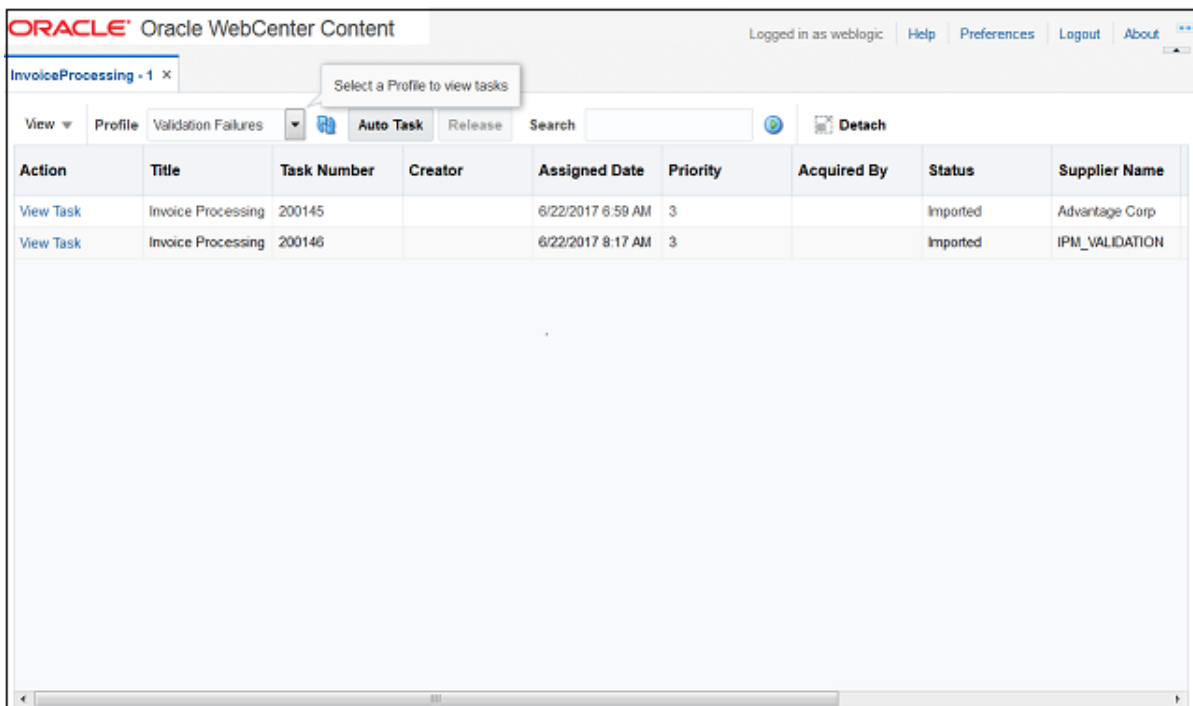 ORACLE Oracle WebCenter Content
Logged in as weblogic Help Preferences Logout About
InvoiceProcessing - 1 ×
Select a Profile to view tasks
View Profile Validation Failures Auto Task Release Search Detach
Action Title Task Number Creator Assigned Date Priority Acquired By Status Supplier Name
View Task Invoice Processing 200145 6/22/2017 6:59 AM 3 Imported Advantage Corp
View Task Invoice Processing 200146 6/22/2017 8:17 AM 3 Imported IPM_VALIDATION